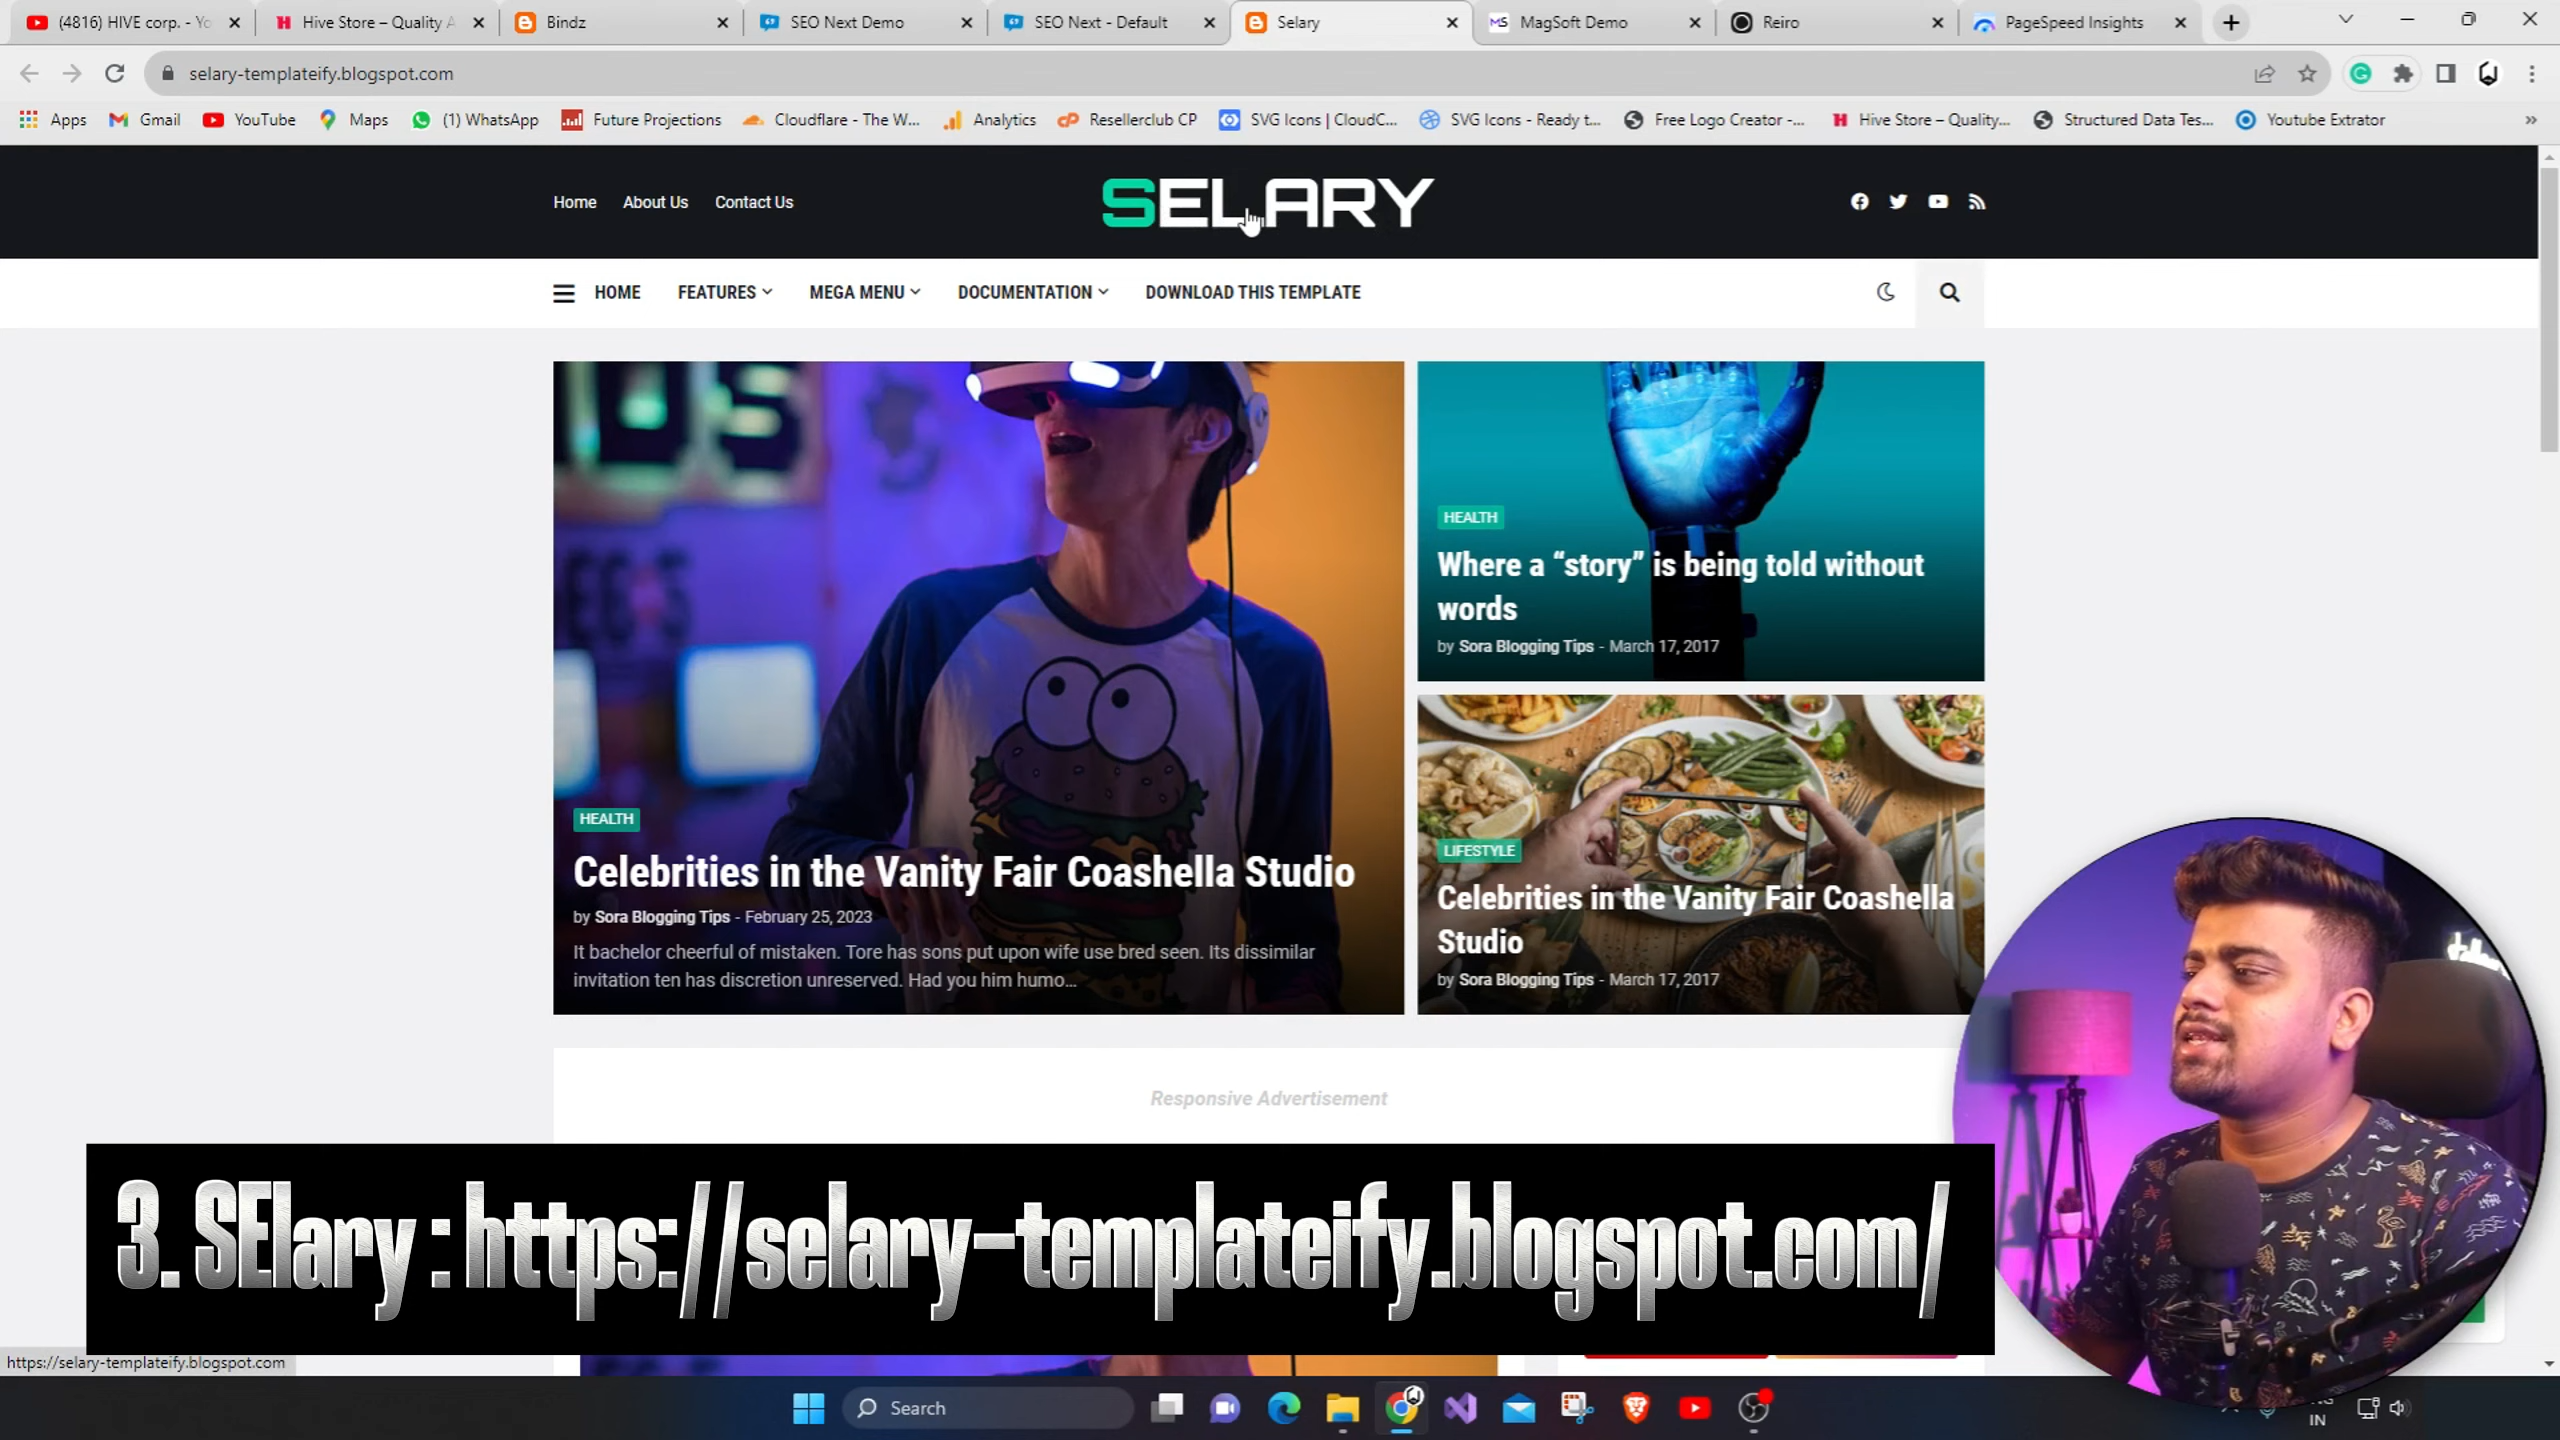 (4816) HIVE corp. - Yo
Hive Store – Quality A
Bindz
SEO Next Demo
SEO Next - Default
Selary
MagSoft Demo
Reiro
PageSpeed Insights
selary-templateify.blogspot.com
Apps
Gmail
YouTube
Maps
(1) WhatsApp
Future Projections
Cloudflare - The W...
Analytics
Resellerclub CP
SVG Icons | CloudC...
SVG Icons - Ready t...
Free Logo Creator -...
Hive Store – Quality...
Structured Data Tes...
Youtube Extrator
Home About Us Contact Us
SELARY
HOME FEATURES MEGA MENU DOCUMENTATION DOWNLOAD THIS TEMPLATE
HEALTH
Celebrities in the Vanity Fair Coashella Studio
by Sora Blogging Tips - February 25, 2023
It bachelor cheerful of mistaken. Tore has sons put upon wife use bred seen. Its dissimilar
invitation ten has discretion unreserved. Had you him humo...
HEALTH
Where a “story” is being told without
words
by Sora Blogging Tips - March 17, 2017
LIFESTYLE
Celebrities in the Vanity Fair Coashella
Studio
by Sora Blogging Tips - March 17, 2017
Responsive Advertisement
3. SElary : https://selary-templateify.blogspot.com/
https://selary-templateify.blogspot.com
Search
IN